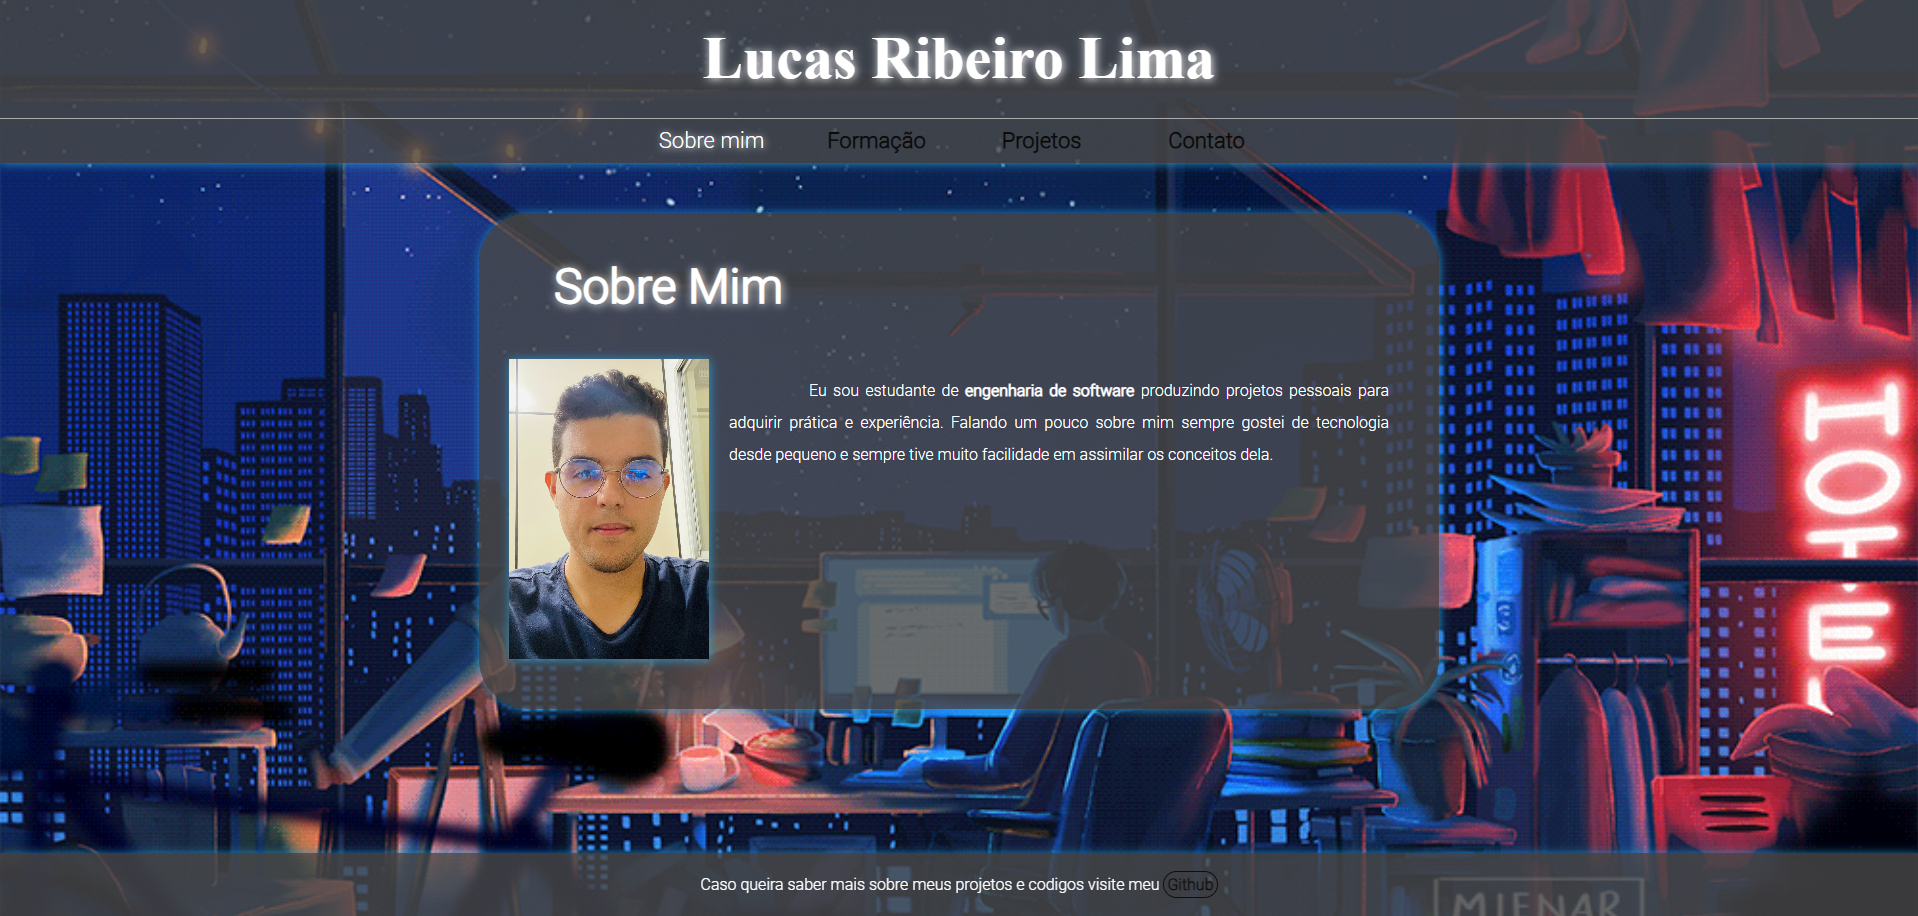 Lucas Ribeiro Lima
Sobre mim Formação Projetos Contato
Sobre Mim
Eu sou estudante de engenharia de software produzindo projetos pessoais para
adquirir prática e experiência. Falando um pouco sobre mim sempre gostei de tecnologia
desde pequeno e sempre tive muito facilidade em assimilar os conceitos dela.
HOTEL
Caso queira saber mais sobre meus projetos e codigos visite meu Github